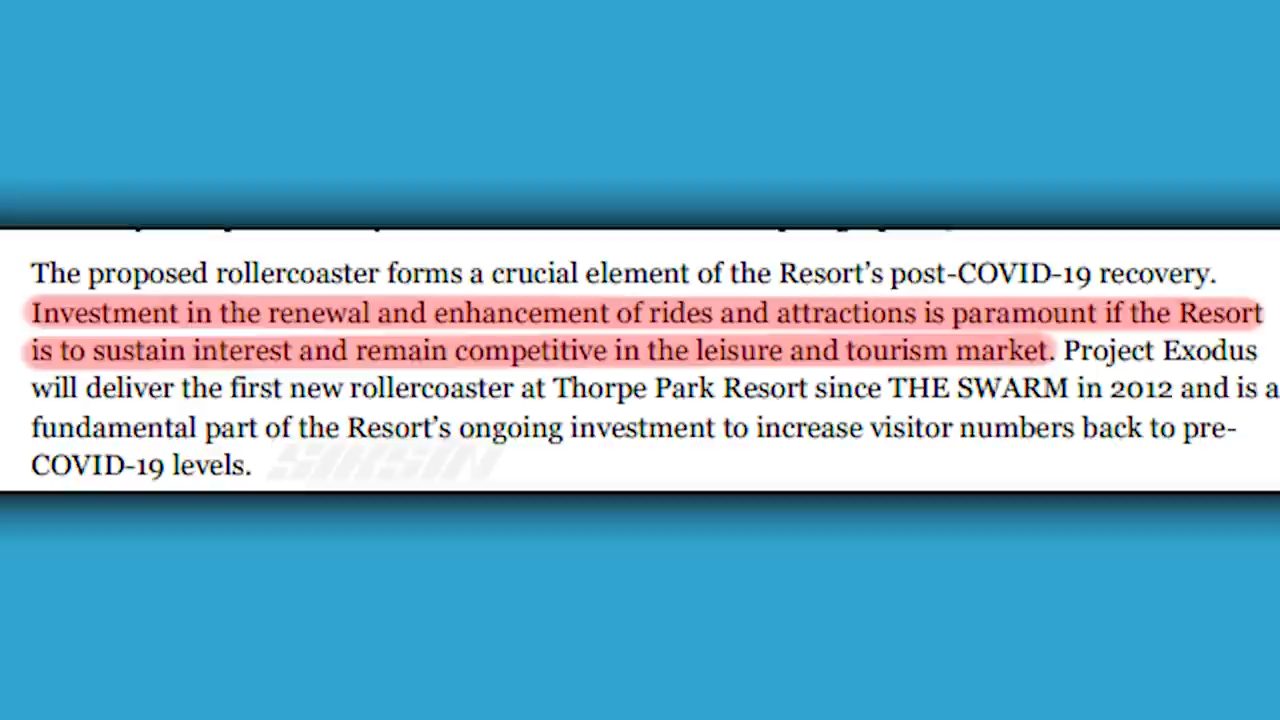 The proposed rollercoaster forms a crucial element of the Resort’s post-COVID-19 recovery.
Investment in the renewal and enhancement of rides and attractions is paramount if the Resort
is to sustain interest and remain competitive in the leisure and tourism market. Project Exodus
will deliver the first new rollercoaster at Thorpe Park Resort since THE SWARM in 2012 and is a
fundamental part of the Resort’s ongoing investment to increase visitor numbers back to pre-
COVID-19 levels.